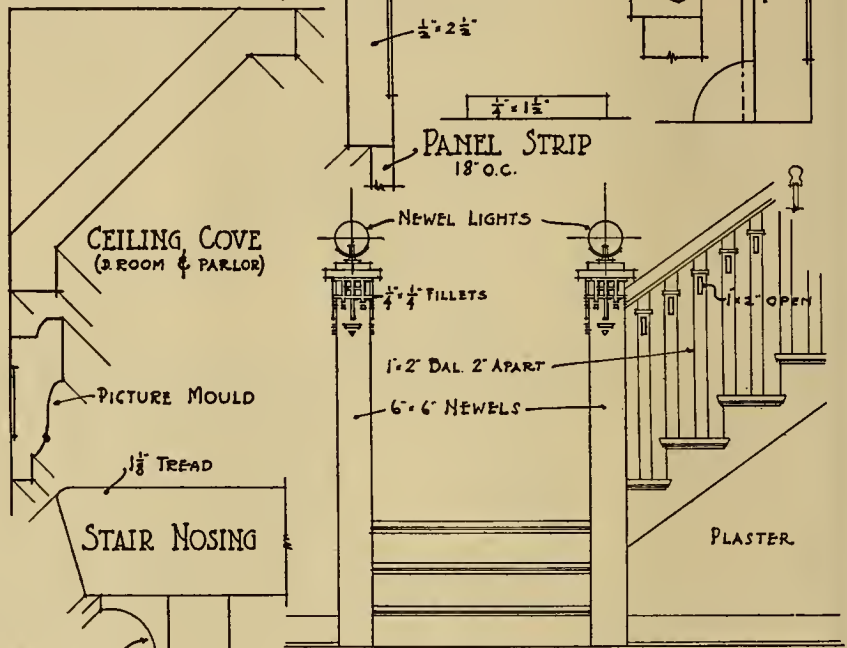 ½"×2½"
¼"×1½"
PANEL STRIP
18" O.C.
NEWEL LIGHTS
CEILING COVE
(D. ROOM & PARLOR)
¼"×¼" FILLETS
1"×2" OPEN
1"×2" BAL. 2" APART
PICTURE MOULD
6"×6" NEWELS
1⅛" TREAD
STAIR NOSING
PLASTER